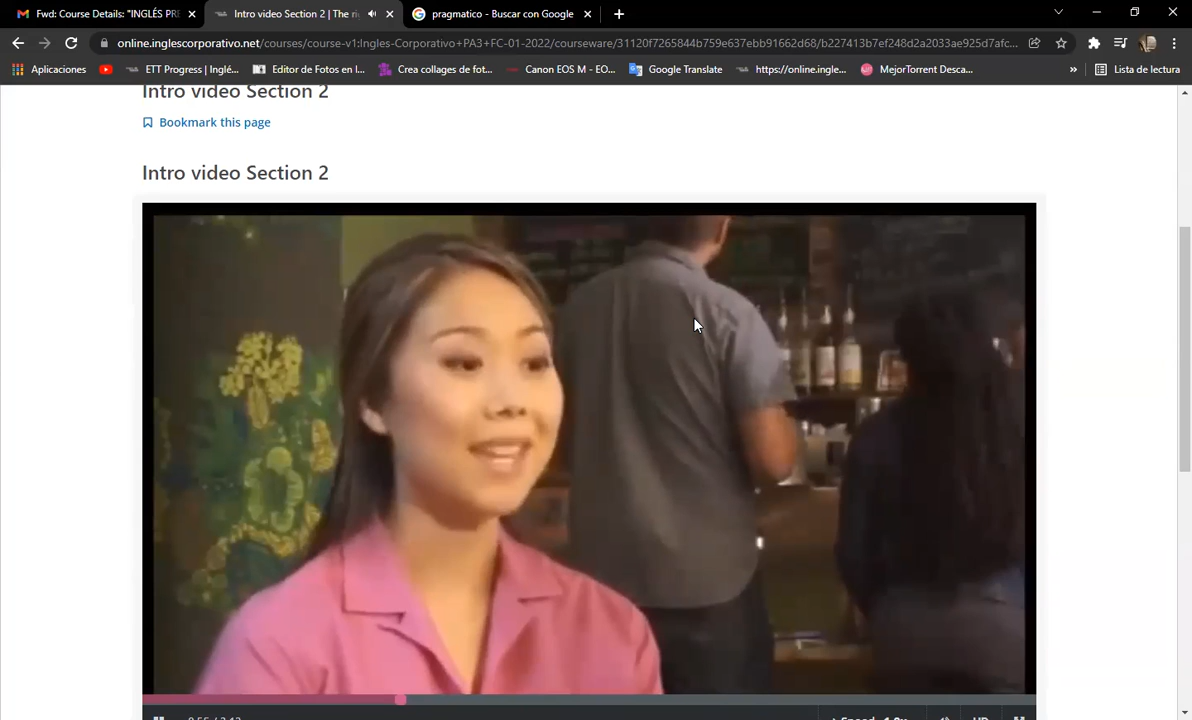 Fwd: Course Details: "INGLÉS PRE
Intro video Section 2 | The ri
pragmatico - Buscar con Google
online.inglescorporativo.net/courses/course-v1:Ingles-Corporativo+PA3+FC-01-2022/courseware/31120f7265844b759e637ebb91662d68/b227413b7ef248d2a2033ae925d7afc...
Aplicaciones
ETT Progress | Inglé...
Editor de Fotos en l...
Crea collages de fot...
Canon EOS M - EO...
Google Translate
https://online.ingle...
MejorTorrent Desca...
»
Lista de lectura
Intro video Section 2
Bookmark this page
Intro video Section 2